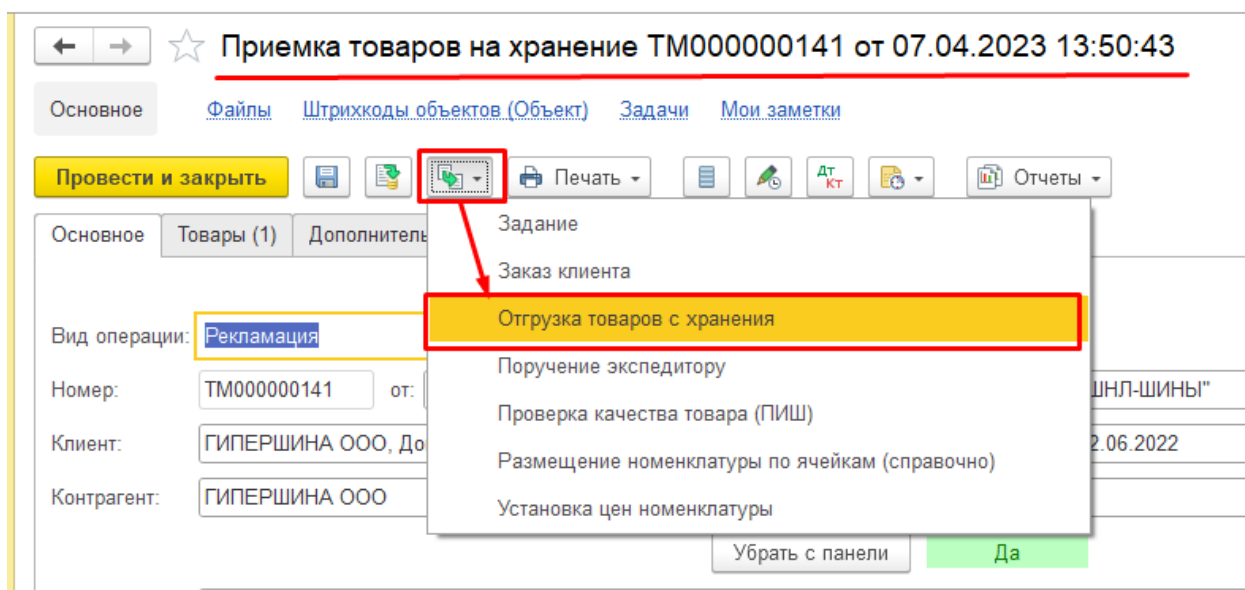 Приемка товаров на хранение ТМ000000141 от 07.04.2023 13:50:43
Основное Файлы Штрихкоды объектов (Объект) Задачи Мои заметки
Провести и закрыть Печать Дт Кт Отчеты
Основное Товары (1) Дополнитель
Задание
Заказ клиента
Вид операции: Рекламация Отгрузка товаров с хранения
Поручение экспедитору
Номер: ТМ000000141 от: ШНЛ-ШИНЫ"
Проверка качества товара (ПИШ)
Клиент: ГИПЕРШИНА ООО, До 2.06.2022
Размещение номенклатуры по ячейкам (справочно)
Контрагент: ГИПЕРШИНА ООО
Установка цен номенклатуры
Убрать с панели Да